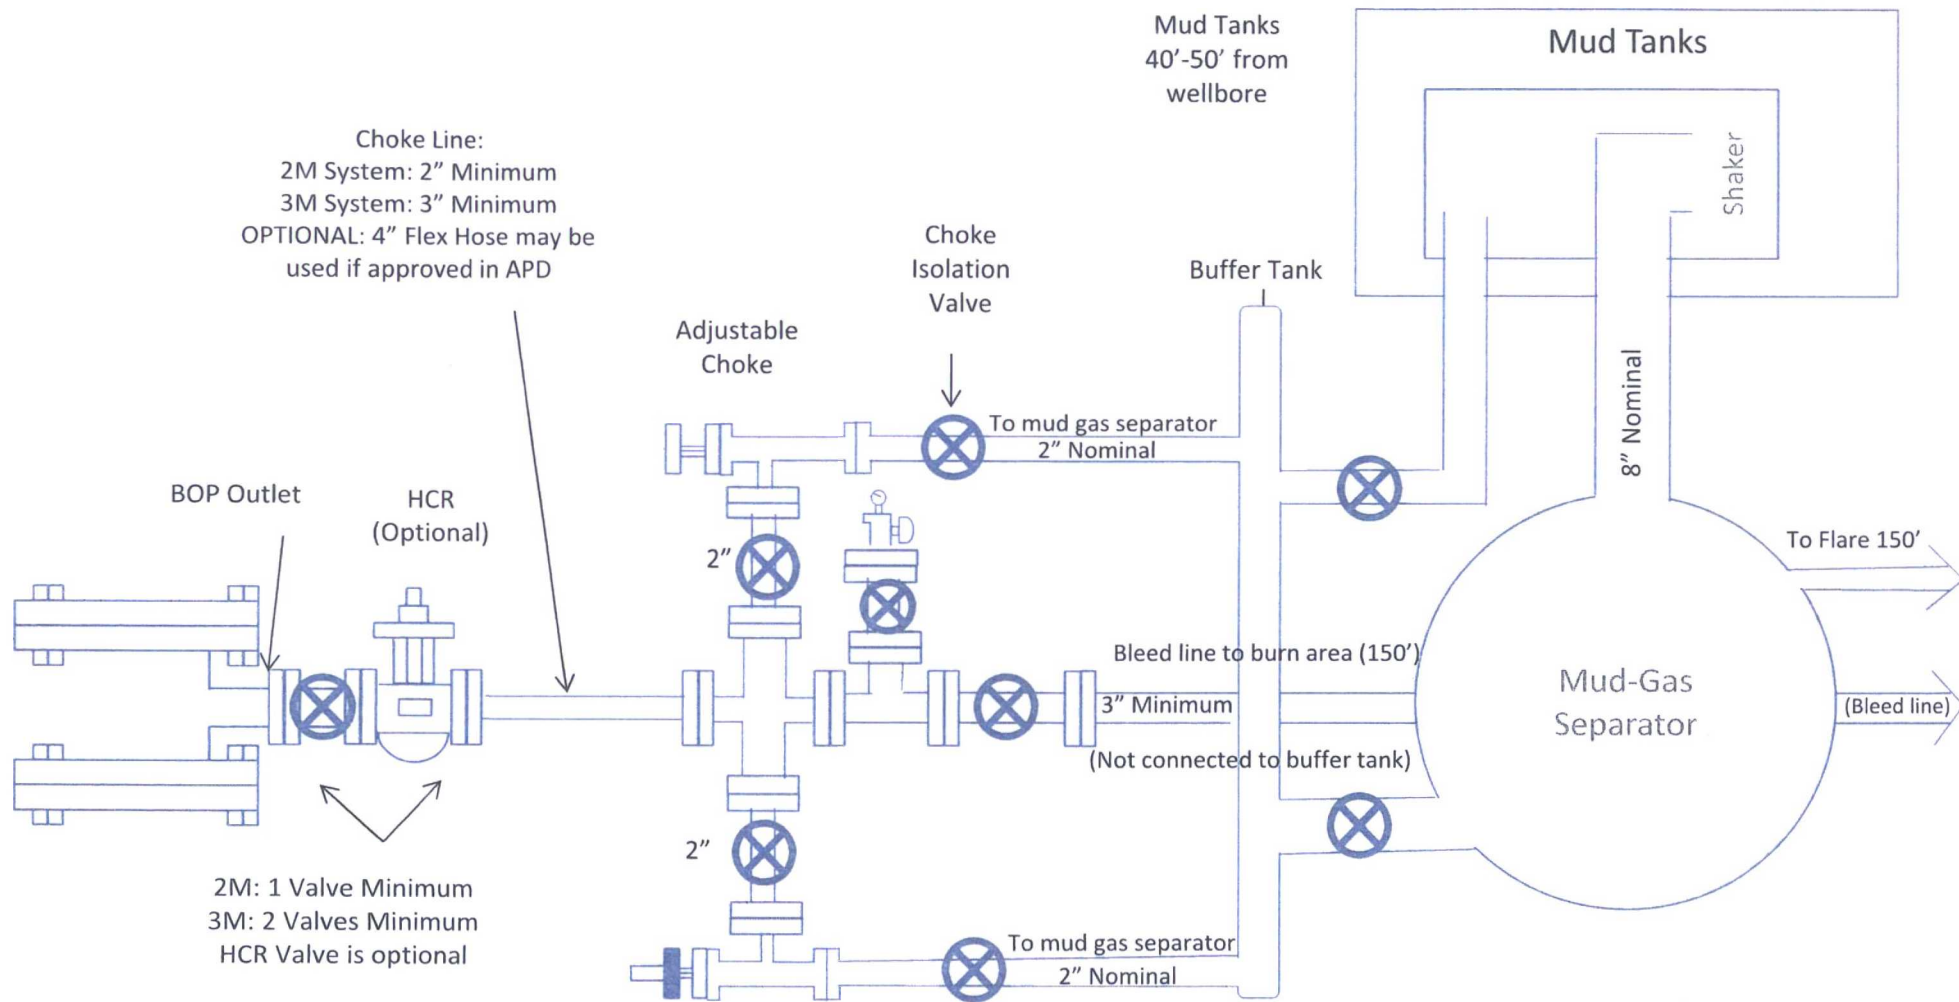 Mud Tanks
40’-50’ from
wellbore
Mud Tanks
Shaker
Choke Line:
2M System: 2” Minimum
3M System: 3” Minimum
OPTIONAL: 4” Flex Hose may be
used if approved in APD
Choke
Isolation
Valve
Buffer Tank
Adjustable
Choke
To mud gas separator
2” Nominal
8” Nominal
BOP Outlet
HCR
(Optional)
2”
To Flare 150’
Bleed line to burn area (150’)
3” Minimum
(Not connected to buffer tank)
Mud-Gas
Separator
(Bleed line)
2”
2M: 1 Valve Minimum
3M: 2 Valves Minimum
HCR Valve is optional
To mud gas separator
2” Nominal